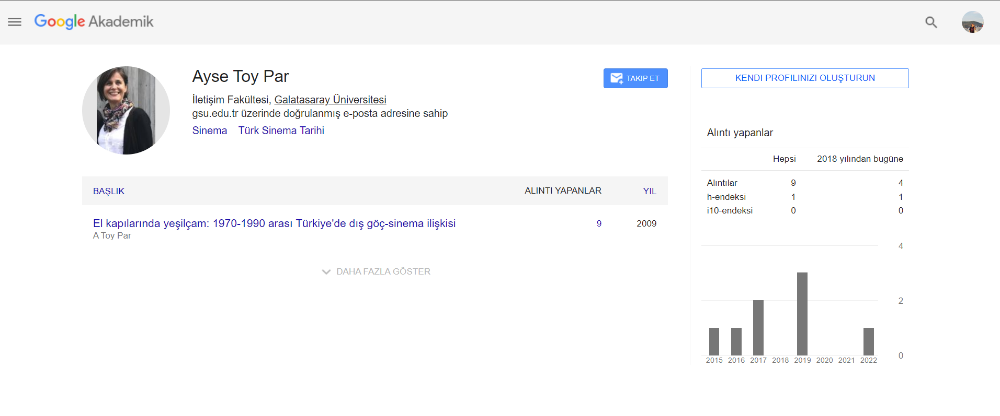 Google Akademik
Ayse Toy Par
TAKIP ET
İletişim Fakültesi, Galatasaray Üniversitesi
gsu.edu.tr üzerinde doğrulanmış e-posta adresine sahip
Sinema Türk Sinema Tarihi
BAŞLIK ALINTI YAPANLAR YIL
El kapılarında yeşilçam: 1970-1990 arası Türkiye'de dış göç-sinema ilişkisi 9 2009
A Toy Par
DAHA FAZLA GÖSTER
KENDI PROFILINIZI OLUŞTURUN
Alıntı yapanlar
Hepsi 2018 yılından bugüne
Alıntılar 9 4
h-endeksi 1 1
i10-endeksi 0 0
4
2
0
2015 2016 2017 2018 2019 2020 2021 2022